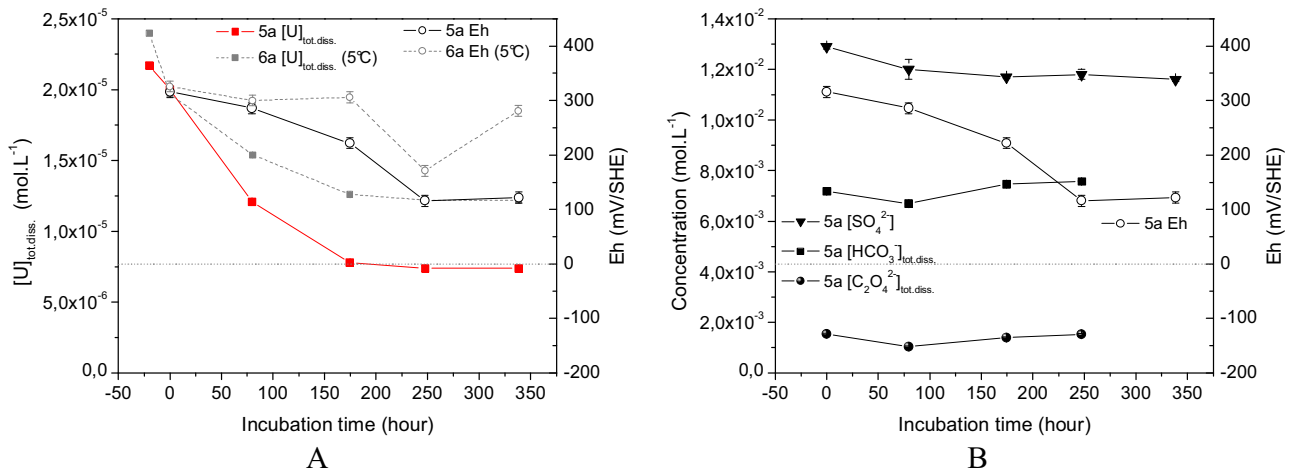 2,5x10⁻⁵
2,0x10⁻⁵
1,5x10⁻⁵
1,0x10⁻⁵
5,0x10⁻⁶
0,0
[U]tot.diss. (mol.L⁻¹)
5a [U]tot.diss.
6a [U]tot.diss. (5°C)
5a Eh
6a Eh (5°C)
400
300
200
100
0
-100
-200
Eh (mV/SHE)
-50 0 50 100 150 200 250 300 350
Incubation time (hour)
A
1,4x10⁻²
1,2x10⁻²
1,0x10⁻²
8,0x10⁻³
6,0x10⁻³
4,0x10⁻³
2,0x10⁻³
0,0
Concentration (mol.L⁻¹)
5a [SO₄²⁻]
5a [HCO₃⁻]tot.diss.
5a [C₂O₄²⁻]tot.diss.
5a Eh
400
300
200
100
0
-100
-200
Eh (mV/SHE)
-50 0 50 100 150 200 250 300 350
Incubation time (hour)
B